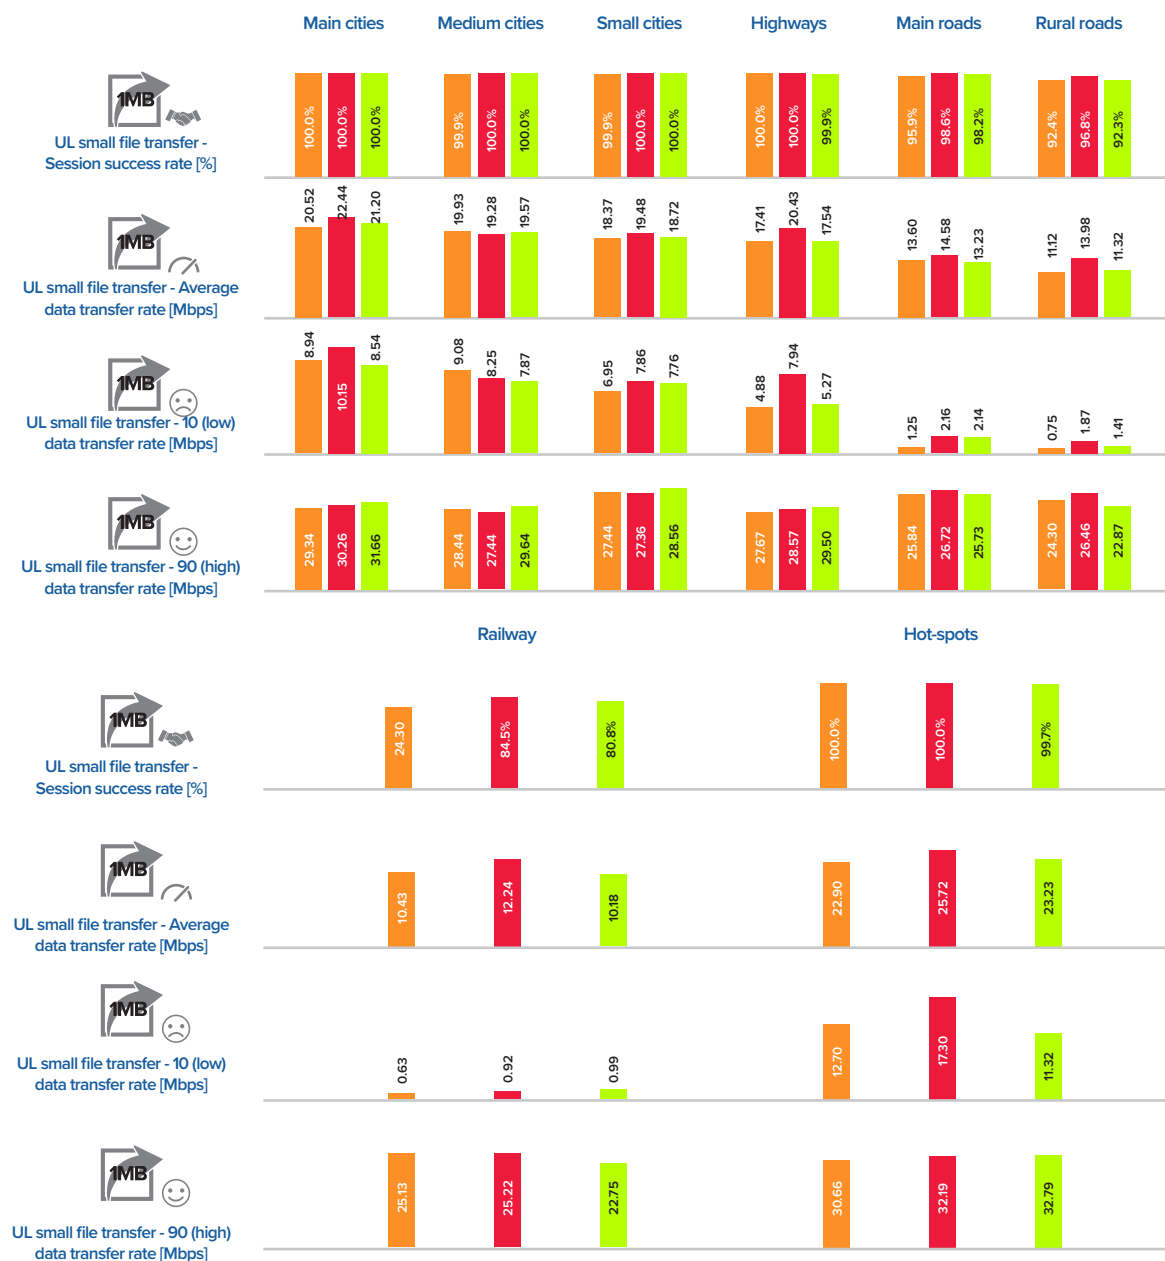 Main cities Medium cities Small cities Highways Main roads Rural roads
1MB
UL small file transfer -
Session success rate [%]
100.0% 100.0% 100.0% 99.9% 100.0% 100.0% 99.9% 100.0% 100.0% 100.0% 100.0% 99.9% 95.9% 98.6% 98.2% 92.4% 96.8% 92.3%
1MB
UL small file transfer - Average
data transfer rate [Mbps]
20.52 22.44 21.20 19.93 19.28 19.57 18.37 19.48 18.72 17.41 20.43 17.54 13.60 14.58 13.23 11.12 13.98 11.32
1MB
UL small file transfer - 10 (low)
data transfer rate [Mbps]
8.94 10.15 8.54 9.08 8.25 7.87 6.95 7.86 7.76 4.88 7.94 5.27 1.25 2.16 2.14 0.75 1.87 1.41
1MB
UL small file transfer - 90 (high)
data transfer rate [Mbps]
29.34 30.26 31.66 28.44 27.44 29.64 27.44 27.36 28.56 27.67 28.57 29.50 25.84 26.72 25.73 24.30 26.46 22.87
Railway Hot-spots
1MB
UL small file transfer -
Session success rate [%]
24.30 84.5% 80.8% 100.0% 100.0% 99.7%
1MB
UL small file transfer - Average
data transfer rate [Mbps]
10.43 12.24 10.18 22.90 25.72 23.23
1MB
UL small file transfer - 10 (low)
data transfer rate [Mbps]
0.63 0.92 0.99 12.70 17.30 11.32
1MB
UL small file transfer - 90 (high)
data transfer rate [Mbps]
25.13 25.22 22.75 30.66 32.19 32.79